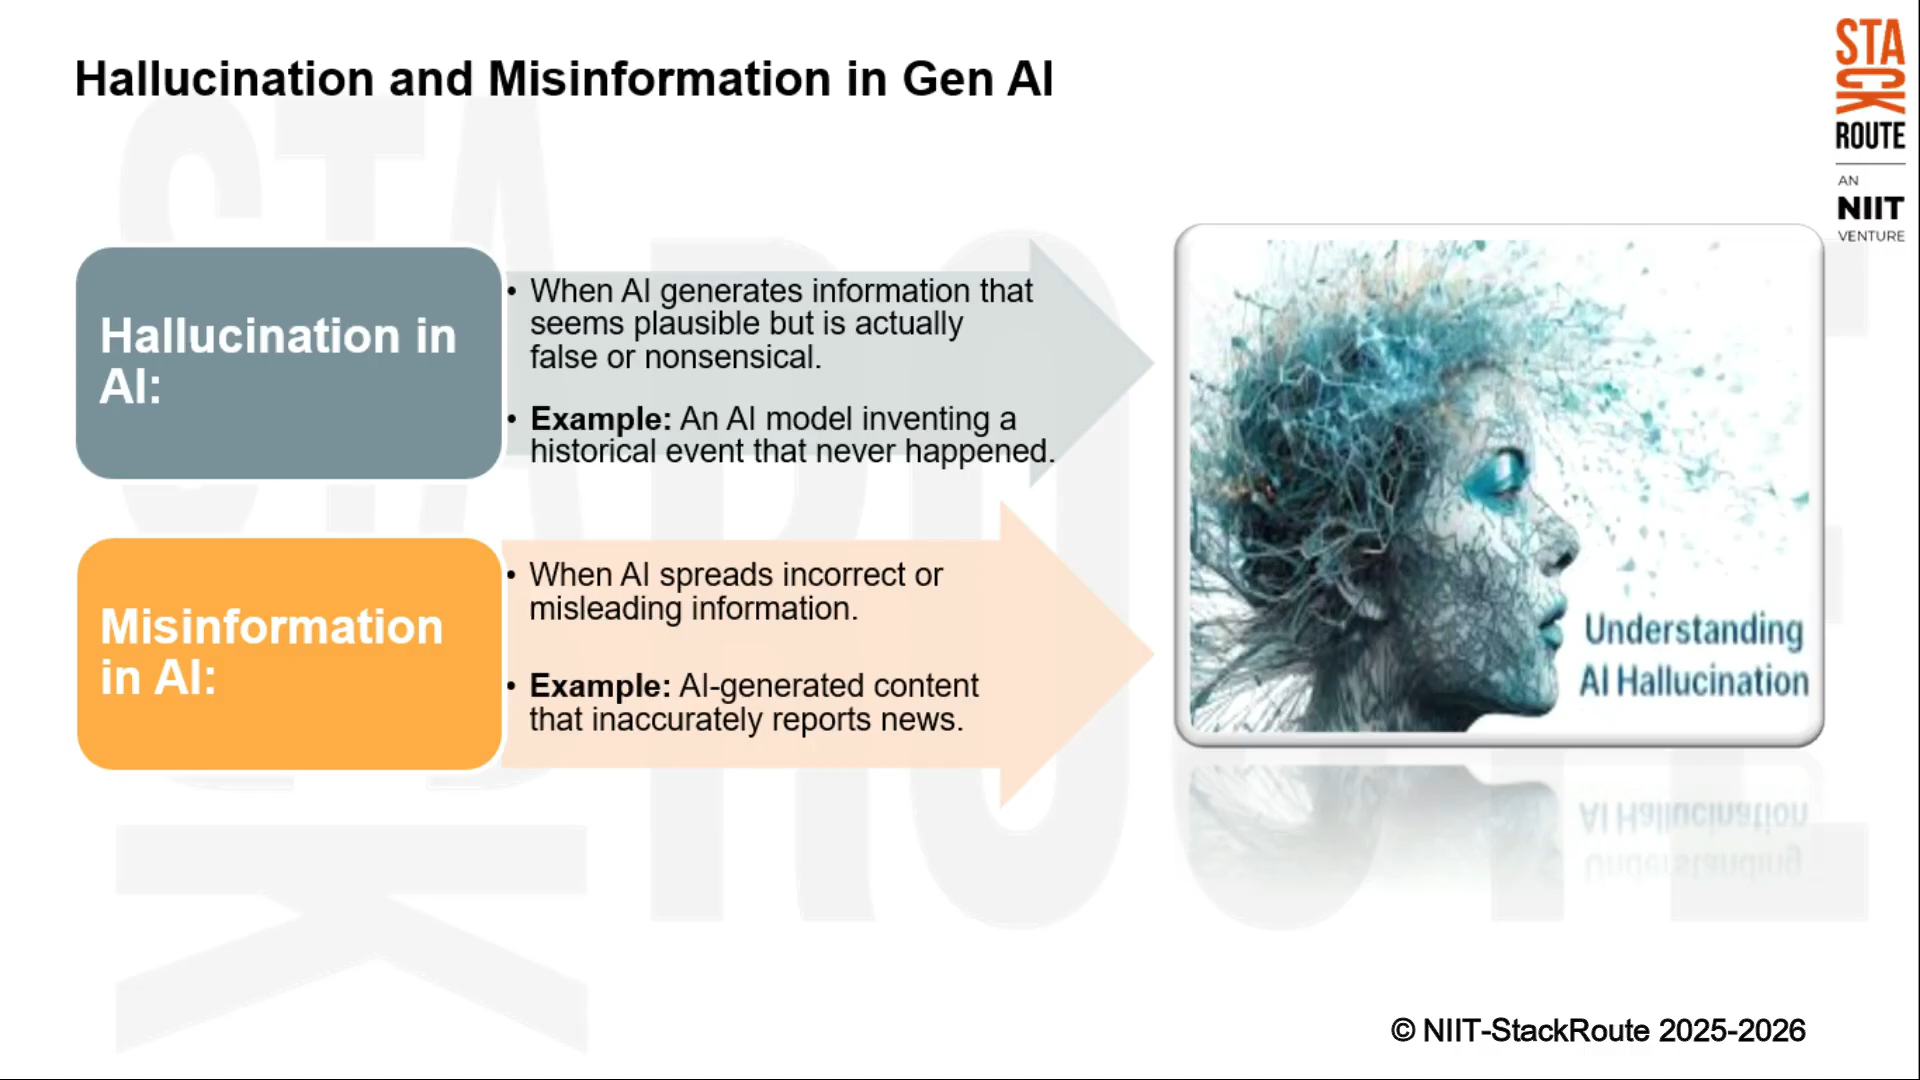 Hallucination and Misinformation in Gen AI
STA
CK
ROUTE
AN
NIIT
VENTURE
Hallucination in
AI:
• When AI generates information that
seems plausible but is actually
false or nonsensical.
• Example: An AI model inventing a
historical event that never happened.
Misinformation
in AI:
• When AI spreads incorrect or
misleading information.
• Example: AI-generated content
that inaccurately reports news.
Understanding
AI Hallucination
© NIIT-StackRoute 2025-2026